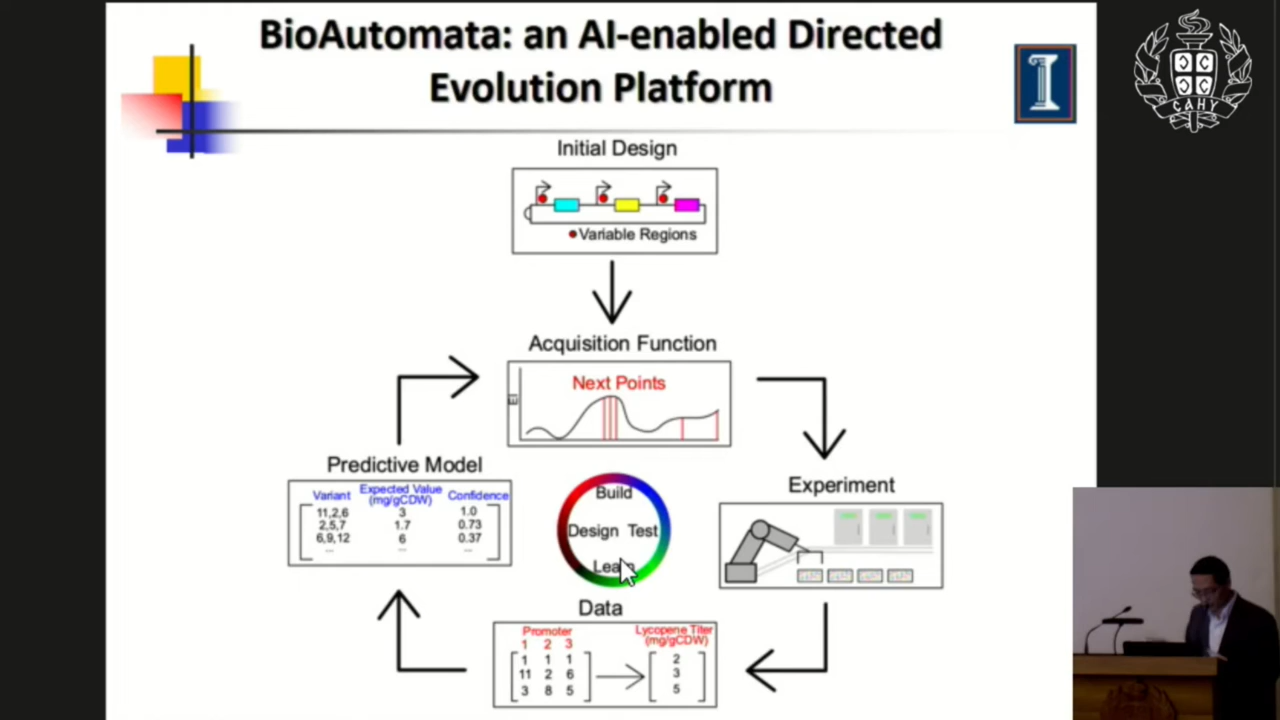 BioAutomata: an AI-enabled Directed
Evolution Platform
САНУ
Initial Design
Variable Regions
Acquisition Function
Next Points
EI
Predictive Model
Variant Expected Value (mg/gCDW) Confidence
11,2,6 3 1.0
2,5,7 1.7 0.73
6,9,12 6 0.37
... ... ...
Build
Design Test
Learn
Experiment
Data
Promoter
1 2 3
1 1 1
11 2 6
3 8 5
Lycopene Titer
(mg/gCDW)
2
3
5